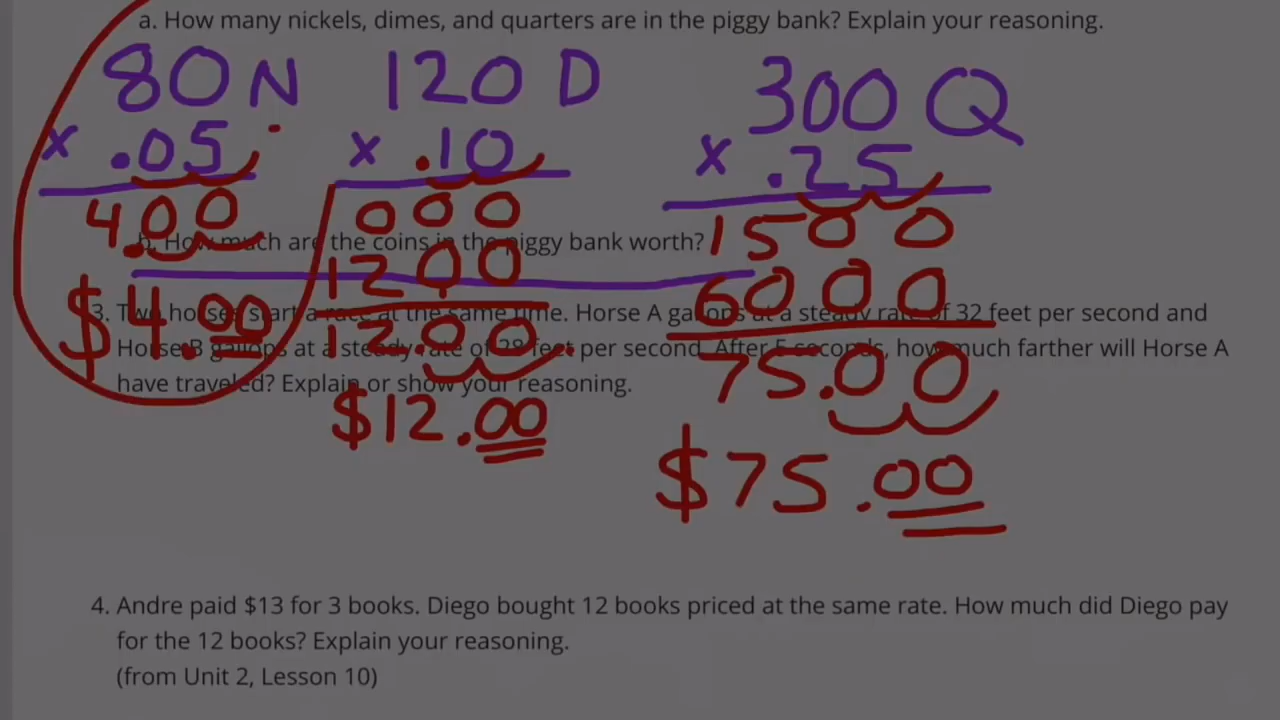 a. How many nickels, dimes, and quarters are in the piggy bank? Explain your reasoning.
80 N 120 D 300 Q
x .05 x .10 x .25
4.00 000 1500
b. How much are the coins in the piggy bank worth?
1200 6000
$4.00 12.00. 75.00
3. Two horses start a race at the same time. Horse A gallops at a steady rate of 32 feet per second and
Horse B gallops at a steady rate of 28 feet per second. After 5 seconds, how much farther will Horse A
have traveled? Explain or show your reasoning.
$12.00
$75.00
4. Andre paid $13 for 3 books. Diego bought 12 books priced at the same rate. How much did Diego pay
for the 12 books? Explain your reasoning.
(from Unit 2, Lesson 10)